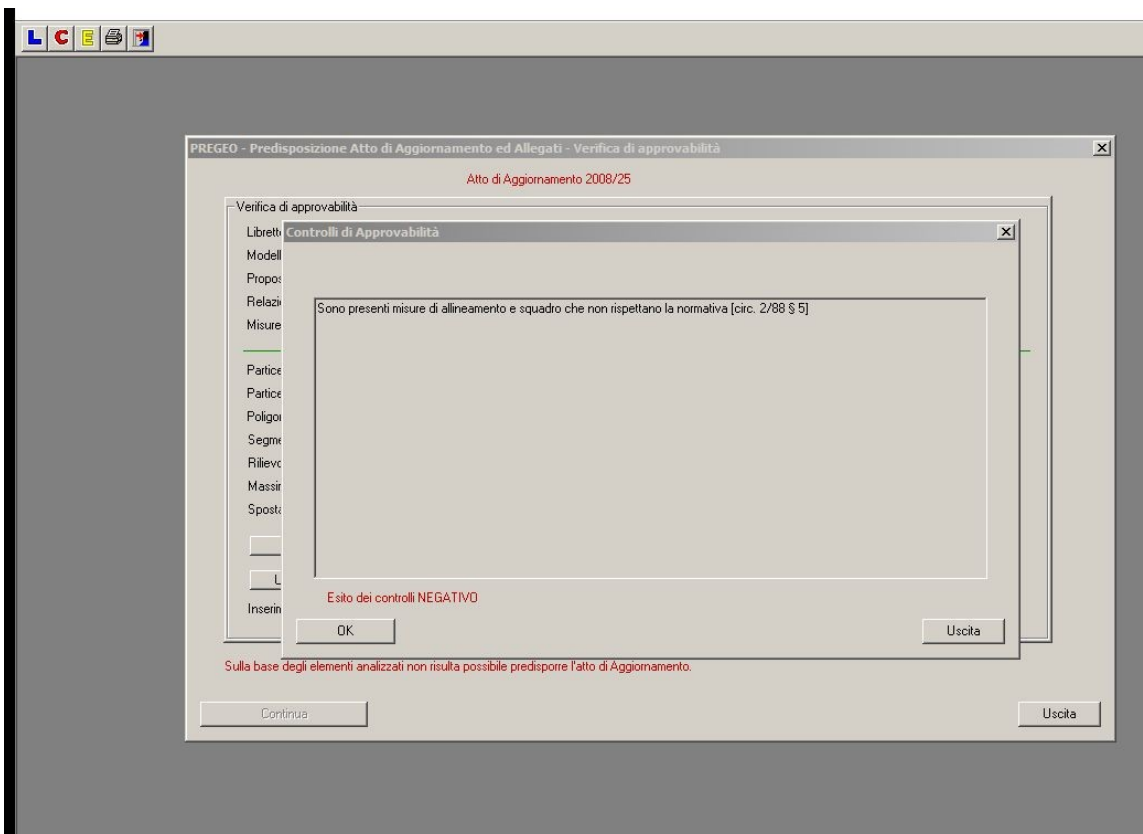 L C E
PREGEO - Predisposizione Atto di Aggiornamento ed Allegati - Verifica di approvabilità
Atto di Aggiornamento 2008/25
Verifica di approvabilità
Controlli di Approvabilità
Sono presenti misure di allineamento e squadro che non rispettano la normativa [circ. 2/88 § 5]
Misure
Esito dei controlli NEGATIVO
OK Uscita
Sulla base degli elementi analizzati non risulta possibile predisporre l'atto di Aggiornamento.
Continua Uscita